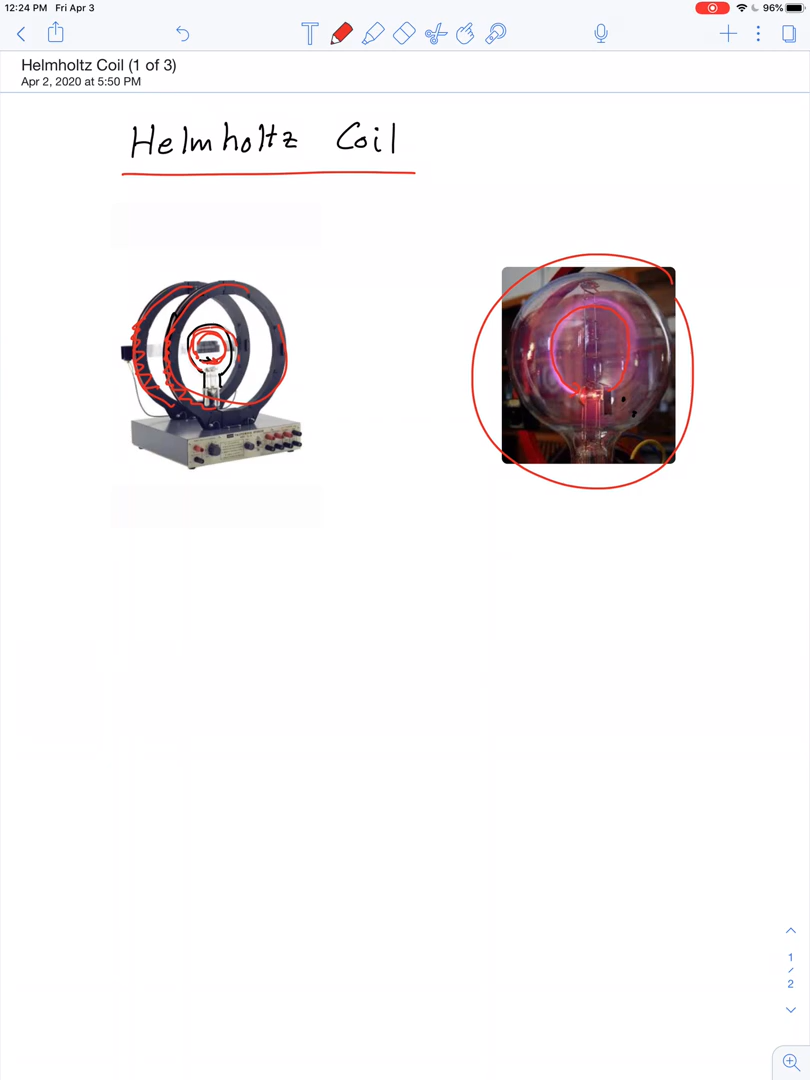 12:24 PM Fri Apr 3
96%
T
Helmholtz Coil (1 of 3)
Apr 2, 2020 at 5:50 PM
Helmholtz Coil
1
/
2